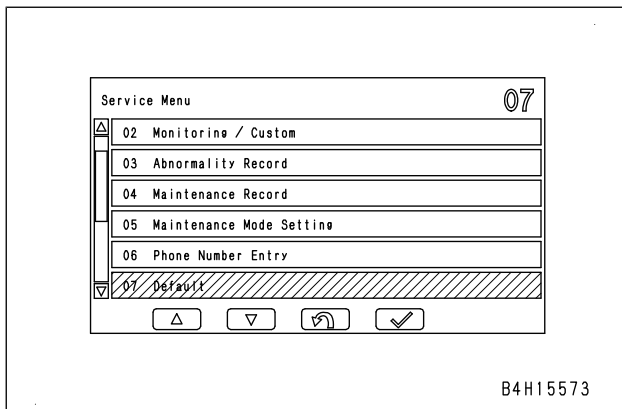 Service Menu 07
02 Monitoring / Custom
03 Abnormality Record
04 Maintenance Record
05 Maintenance Mode Setting
06 Phone Number Entry
07 Default
B4H15573